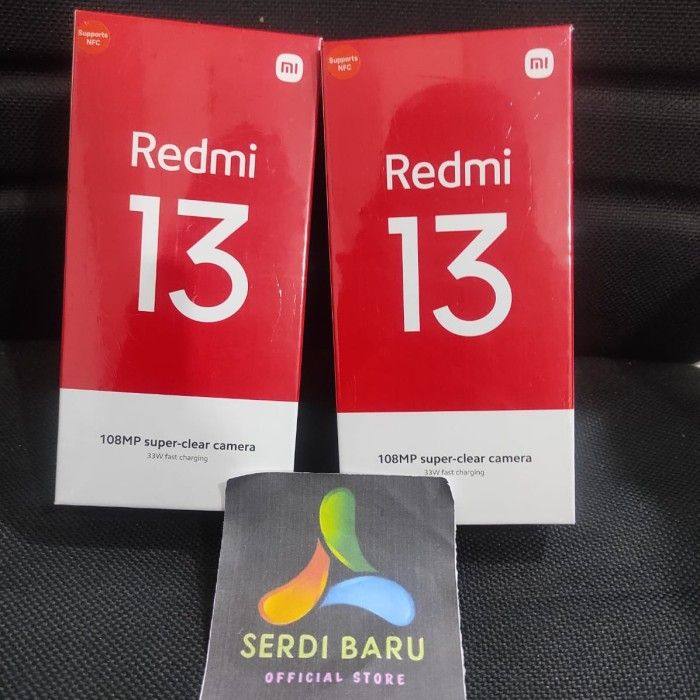 Supports
NFC
mi
Redmi
13
108MP super-clear camera
33W fast charging
Supports
NFC
mi
Redmi
13
108MP super-clear camera
33W fast charging
SERDI BARU
OFFICIAL STORE